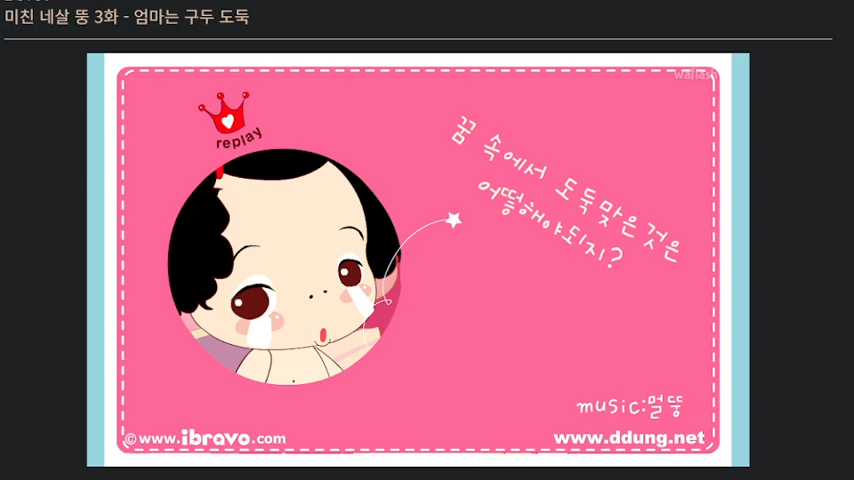 미친 네살 뚱 3화 - 엄마는 구두 도둑
waflash
replay
꿈 속에서 도둑맞은 것은
어떻해야되지?
music:멀뚱
©www.ibravo.com
www.ddung.net